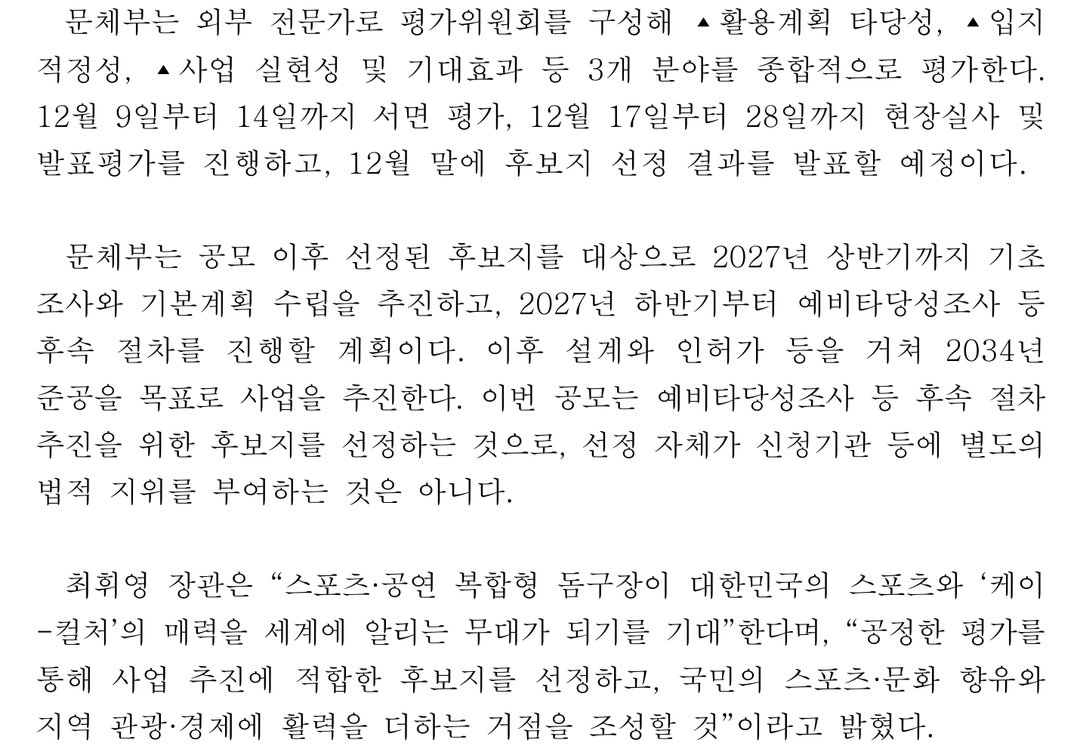 문체부는 외부 전문가로 평가위원회를 구성해 ▲활용계획 타당성, ▲입지
적정성, ▲사업 실현성 및 기대효과 등 3개 분야를 종합적으로 평가한다.
12월 9일부터 14일까지 서면 평가, 12월 17일부터 28일까지 현장실사 및
발표평가를 진행하고, 12월 말에 후보지 선정 결과를 발표할 예정이다.
문체부는 공모 이후 선정된 후보지를 대상으로 2027년 상반기까지 기초
조사와 기본계획 수립을 추진하고, 2027년 하반기부터 예비타당성조사 등
후속 절차를 진행할 계획이다. 이후 설계와 인허가 등을 거쳐 2034년
준공을 목표로 사업을 추진한다. 이번 공모는 예비타당성조사 등 후속 절차
추진을 위한 후보지를 선정하는 것으로, 선정 자체가 신청기관 등에 별도의
법적 지위를 부여하는 것은 아니다.
최휘영 장관은 “스포츠·공연 복합형 돔구장이 대한민국의 스포츠와 ‘케이
-컬처’의 매력을 세계에 알리는 무대가 되기를 기대”한다며, “공정한 평가를
통해 사업 추진에 적합한 후보지를 선정하고, 국민의 스포츠·문화 향유와
지역 관광·경제에 활력을 더하는 거점을 조성할 것”이라고 밝혔다.